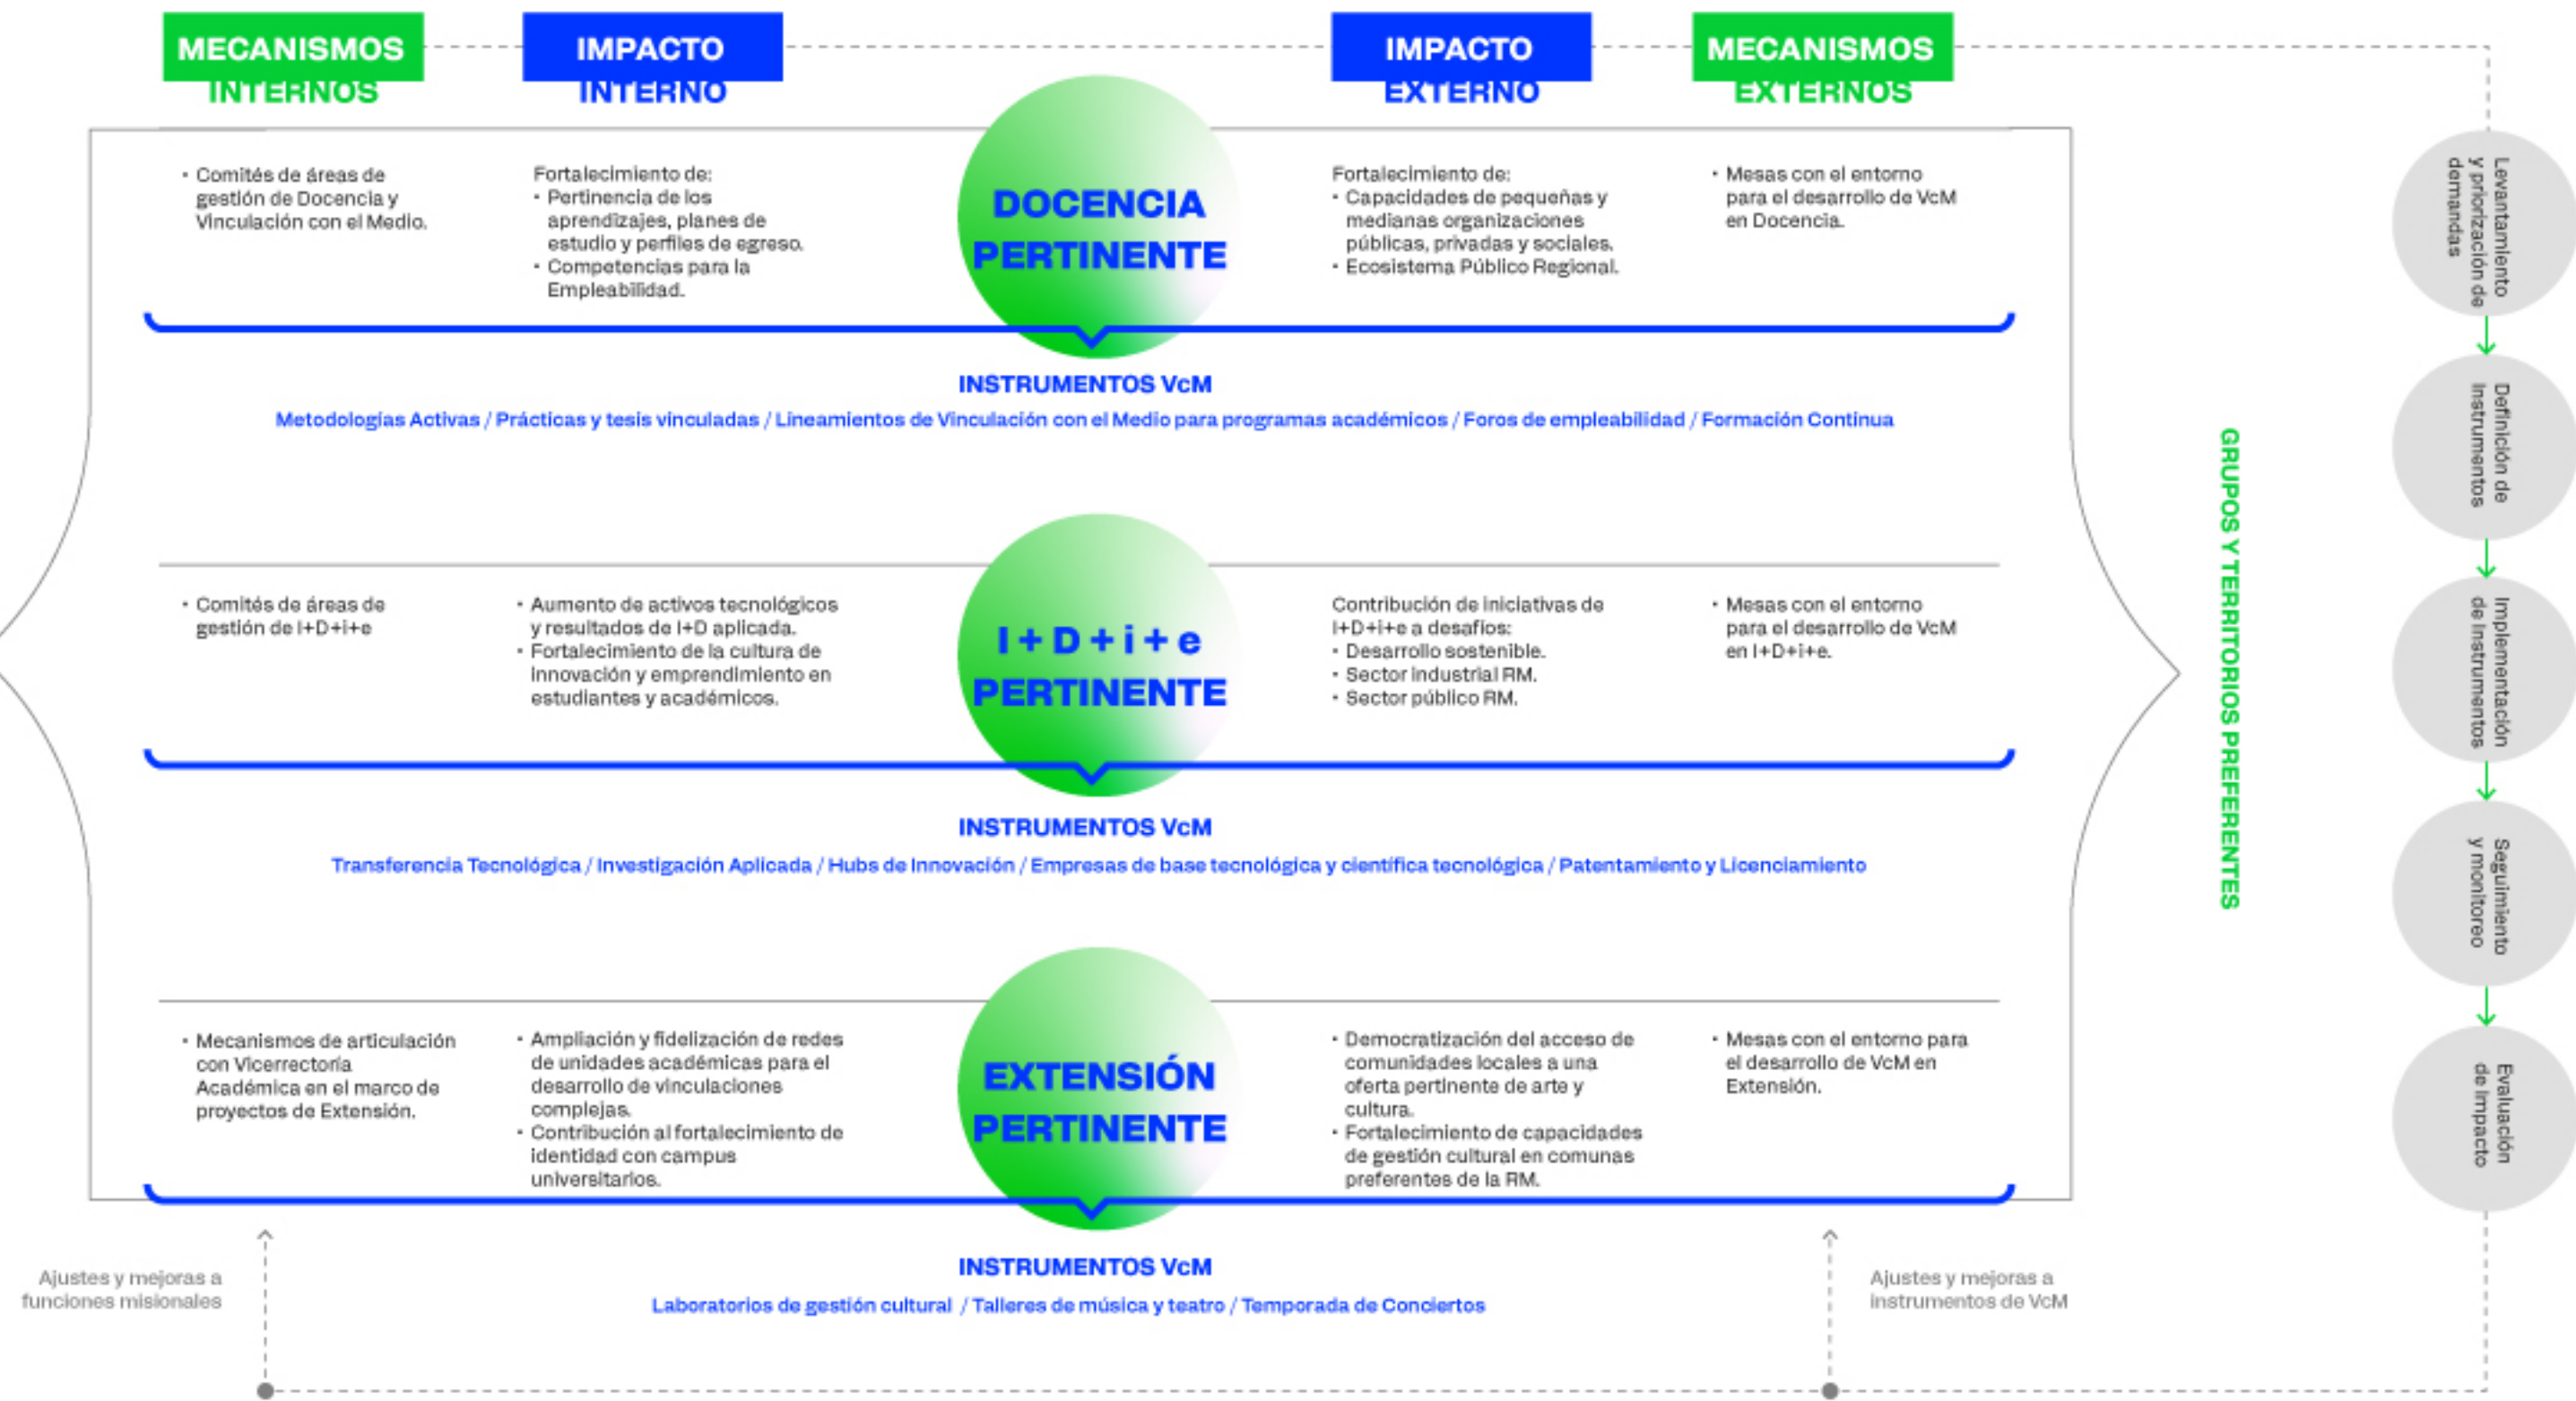 MECANISMOS
INTERNOS
IMPACTO
INTERNO
IMPACTO
EXTERNO
MECANISMOS
EXTERNOS
• Comités de áreas de
gestión de Docencia y
Vinculación con el Medio.
Fortalecimiento de:
• Pertinencia de los
aprendizajes, planes de
estudio y perfiles de egreso.
• Competencias para la
Empleabilidad.
DOCENCIA
PERTINENTE
Fortalecimiento de:
• Capacidades de pequeñas y
medianas organizaciones
públicas, privadas y sociales.
• Ecosistema Público Regional.
• Mesas con el entorno
para el desarrollo de VcM
en Docencia.
INSTRUMENTOS VcM
Metodologías Activas / Prácticas y tesis vinculadas / Lineamientos de Vinculación con el Medio para programas académicos / Foros de empleabilidad / Formación Continua
• Comités de áreas de
gestión de I+D+i+e
• Aumento de activos tecnológicos
y resultados de I+D aplicada.
• Fortalecimiento de la cultura de
innovación y emprendimiento en
estudiantes y académicos.
I + D + i + e
PERTINENTE
Contribución de iniciativas de
I+D+i+e a desafíos:
• Desarrollo sostenible.
• Sector industrial RM.
• Sector público RM.
• Mesas con el entorno
para el desarrollo de VcM
en I+D+i+e.
INSTRUMENTOS VcM
Transferencia Tecnológica / Investigación Aplicada / Hubs de Innovación / Empresas de base tecnológica y científica tecnológica / Patentamiento y Licenciamiento
• Mecanismos de articulación
con Vicerrectoría
Académica en el marco de
proyectos de Extensión.
• Ampliación y fidelización de redes
de unidades académicas para el
desarrollo de vinculaciones
complejas.
• Contribución al fortalecimiento de
identidad con campus
universitarios.
EXTENSIÓN
PERTINENTE
• Democratización del acceso de
comunidades locales a una
oferta pertinente de arte y
cultura.
• Fortalecimiento de capacidades
de gestión cultural en comunas
preferentes de la RM.
• Mesas con el entorno para
el desarrollo de VcM en
Extensión.
INSTRUMENTOS VcM
Laboratorios de gestión cultural / Talleres de música y teatro / Temporada de Conciertos
Ajustes y mejoras a
funciones misionales
Ajustes y mejoras a
instrumentos de VcM
GRUPOS Y TERRITORIOS PREFERENTES
Levantamiento
y priorización de
demandas
Definición de
Instrumentos
Implementación
de Instrumentos
Seguimiento
y monitoreo
Evaluación
de impacto